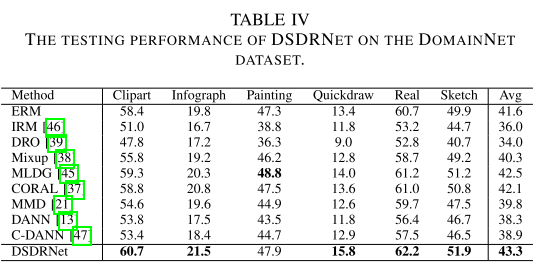 TABLE IV
THE TESTING PERFORMANCE OF DSDRNET ON THE DOMAINNET
DATASET.
Method Clipart Infograph Painting Quickdraw Real Sketch Avg
ERM 58.4 19.8 47.3 13.4 60.7 49.9 41.6
IRM [46] 51.0 16.7 38.8 11.8 53.2 44.7 36.0
DRO [39] 47.8 17.2 36.3 9.0 52.8 40.7 34.0
Mixup [38] 55.8 19.2 46.2 12.8 58.7 49.2 40.3
MLDG [45] 59.3 20.3 48.8 14.0 61.2 51.2 42.5
CORAL [37] 58.8 20.8 47.5 13.6 61.0 50.8 42.1
MMD [21] 54.6 19.6 44.9 12.6 59.7 47.5 39.8
DANN [13] 53.8 17.5 43.5 11.8 56.4 46.7 38.3
C-DANN [47] 53.4 18.4 44.7 12.9 57.5 46.5 38.9
DSDRNet 60.7 21.5 47.9 15.8 62.2 51.9 43.3